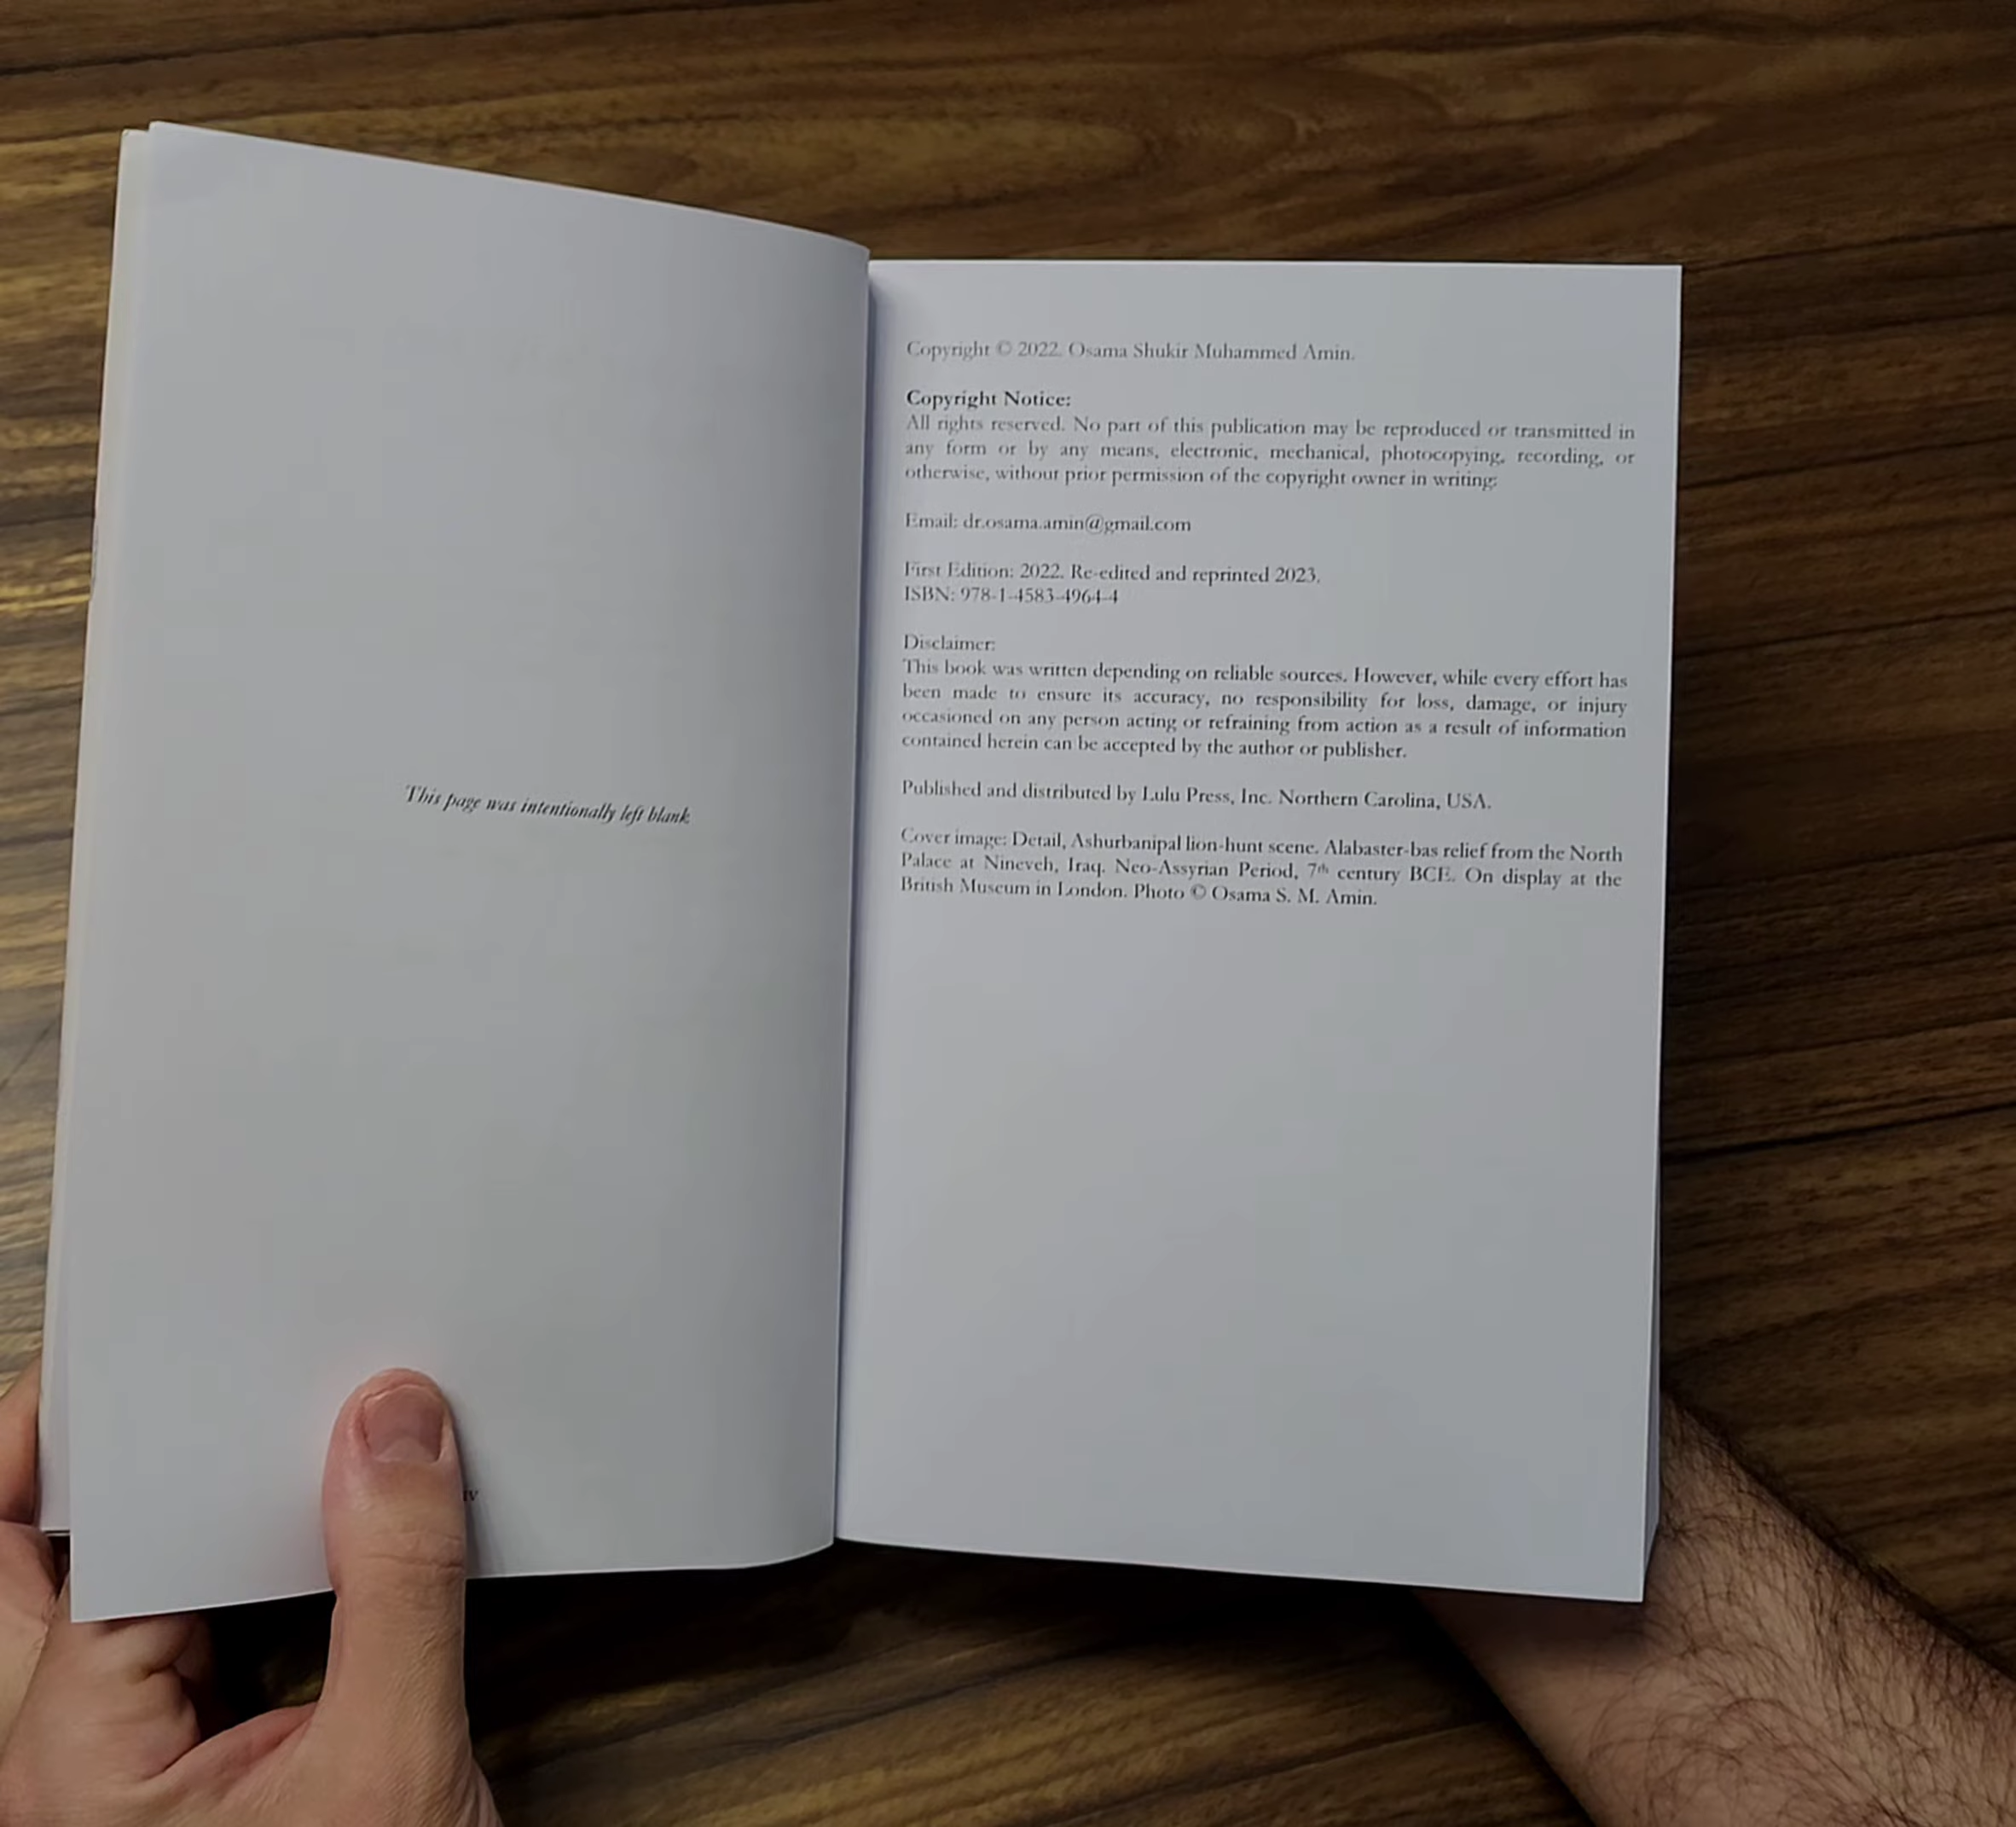 This page was intentionally left blank
iv
Copyright © 2022. Osama Shukir Muhammed Amin.
Copyright Notice:
All rights reserved. No part of this publication may be reproduced or transmitted in
any form or by any means, electronic, mechanical, photocopying, recording, or
otherwise, without prior permission of the copyright owner in writing:
Email: dr.osama.amin@gmail.com
First Edition: 2022. Re-edited and reprinted 2023.
ISBN: 978-1-4583-4964-4
Disclaimer:
This book was written depending on reliable sources. However, while every effort has
been made to ensure its accuracy, no responsibility for loss, damage, or injury
occasioned on any person acting or refraining from action as a result of information
contained herein can be accepted by the author or publisher.
Published and distributed by Lulu Press, Inc. Northern Carolina, USA.
Cover image: Detail, Ashurbanipal lion-hunt scene. Alabaster-bas relief from the North
Palace at Nineveh, Iraq. Neo-Assyrian Period, 7th century BCE. On display at the
British Museum in London. Photo © Osama S. M. Amin.